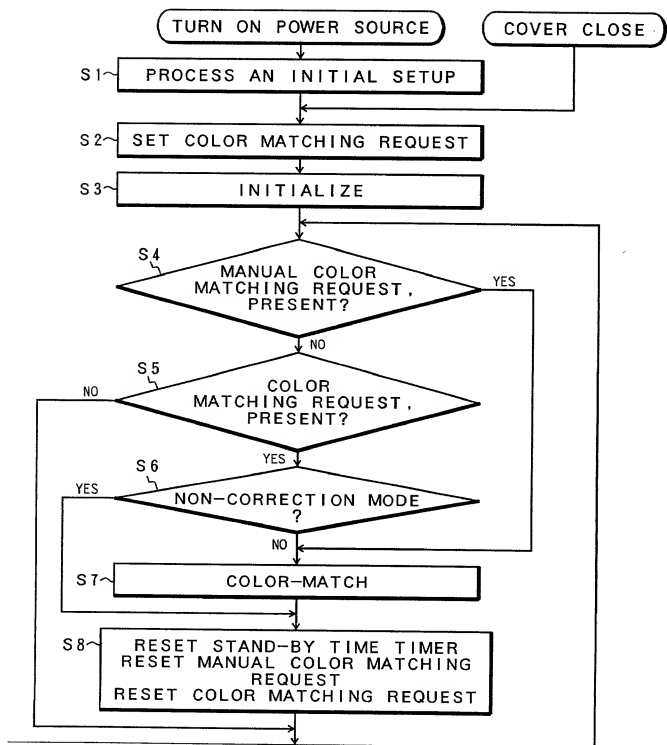 TURN ON POWER SOURCE
COVER CLOSE
S1
PROCESS AN INITIAL SETUP
S2
SET COLOR MATCHING REQUEST
S3
INITIALIZE
S4
MANUAL COLOR
MATCHING REQUEST,
PRESENT?
YES
NO
S5
COLOR
MATCHING REQUEST,
PRESENT?
NO
YES
S6
NON-CORRECTION MODE
?
YES
NO
S7
COLOR-MATCH
S8
RESET STAND-BY TIME TIMER
RESET MANUAL COLOR MATCHING
REQUEST
RESET COLOR MATCHING REQUEST